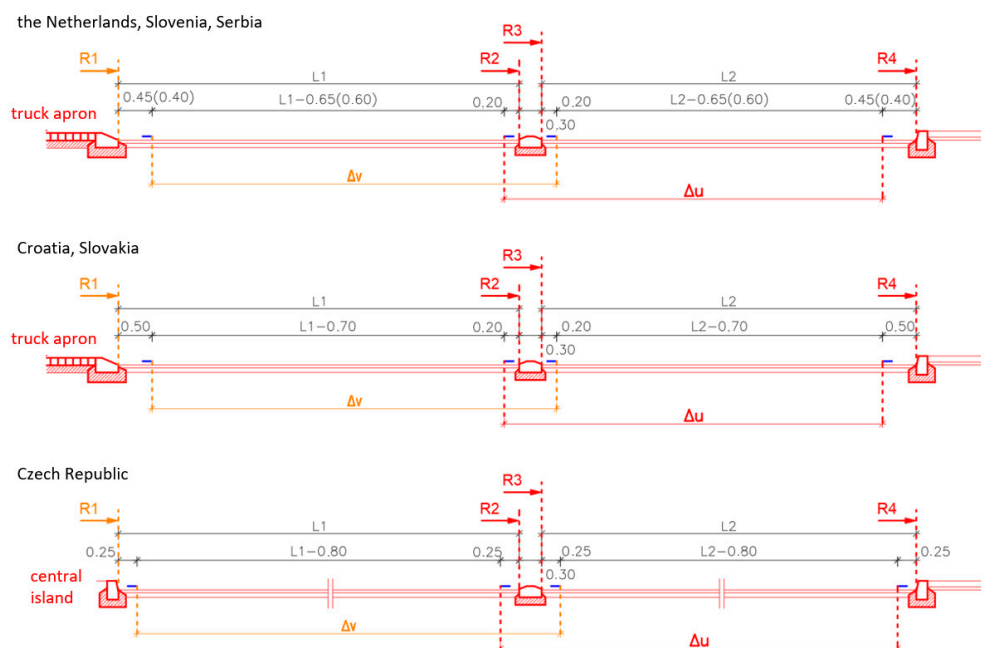 the Netherlands, Slovenia, Serbia
R3
R1 L1 R2 L2 R4
0.45(0.40) L1-0.65(0.60) 0.20 0.20 L2-0.65(0.60) 0.45(0.40)
truck apron
0.30
Δv
Δu
Croatia, Slovakia
R3
R1 L1 R2 L2 R4
0.50 L1-0.70 0.20 0.20 L2-0.70 0.50
truck apron
0.30
Δv
Δu
Czech Republic
R3
R1 L1 R2 L2 R4
0.25 L1-0.80 0.25 0.25 L2-0.80 0.25
central
0.30
island
Δv
Δu